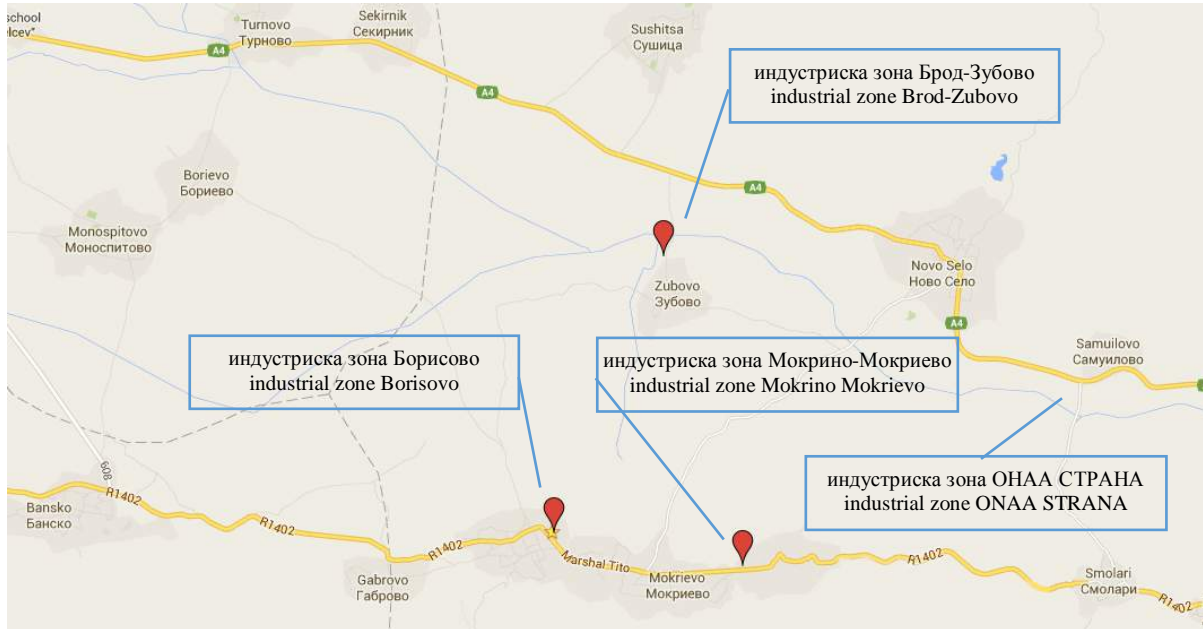 school
elcev"
Turnovo
Турново
Sekirnik
Секирник
Sushitsa
Сушица
A4
A4
индустриска зона Брод-Зубово
industrial zone Brod-Zubovo
Borievo
Бориево
A4
Monospitovo
Моноспитово
Zubovo
Зубово
Novo Selo
Ново Село
A4
индустриска зона Борисово
industrial zone Borisovo
индустриска зона Мокрино-Мокриево
industrial zone Mokrino Mokrievo
Samuilovo
Самуилово
608
индустриска зона ОНАА СТРАНА
industrial zone ONAA STRANA
R1402
Bansko
Банско
R1402
R1402
Marshal Tito
R1402
Gabrovo
Габрово
Mokrievo
Мокриево
Smolari
Смолари